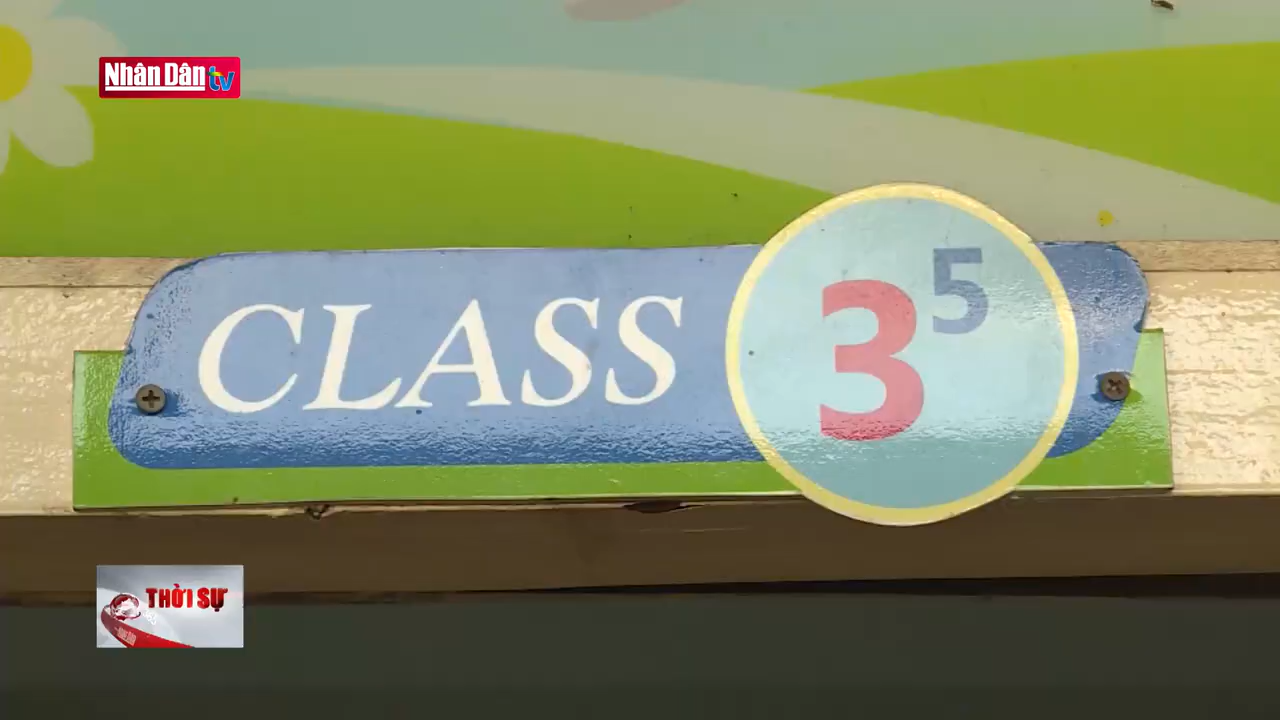 Nhân Dân tv
CLASS 3⁵
THỜI SỰ